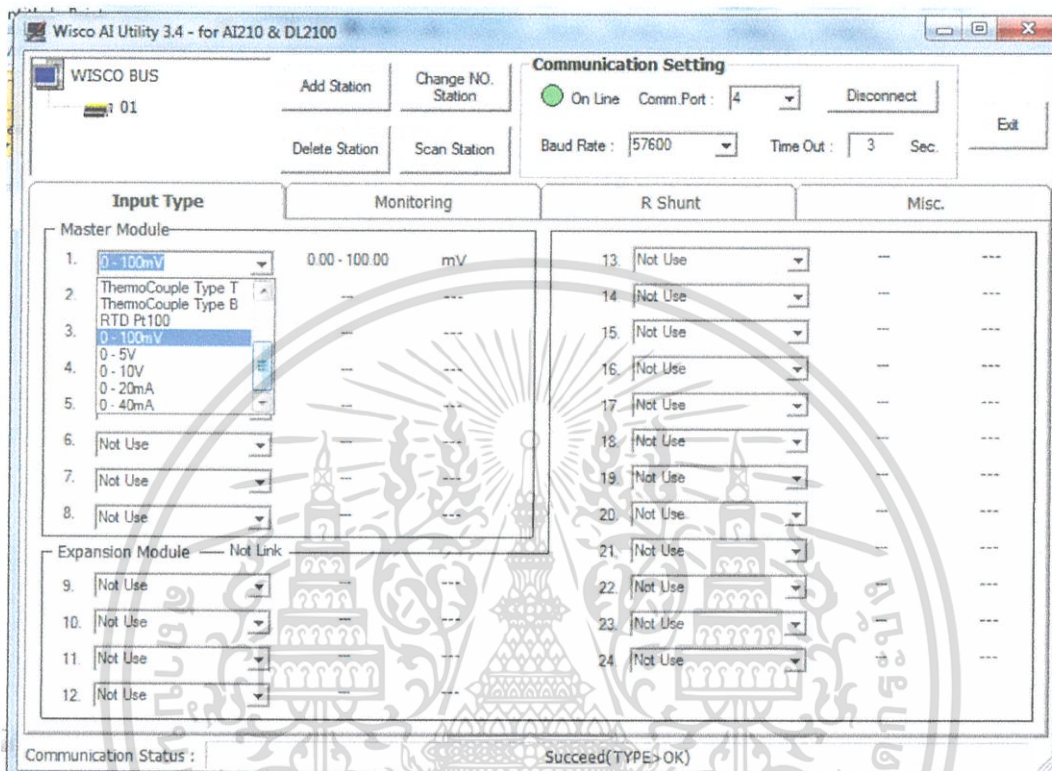 Wisco AI Utility 3.4 - for AI210 & DL2100
WISCO BUS
01
Add Station
Change NO. Station
Delete Station
Scan Station
Communication Setting
On Line Comm.Port : 4 Disconnect
Baud Rate : 57600 Time Out : 3 Sec.
Exit
Input Type Monitoring R Shunt Misc.
Master Module
1. 0 - 100mV 0.00 - 100.00 mV
ThermoCouple Type T
ThermoCouple Type B
RTD Pt100
0 - 100mV
0 - 5V
0 - 10V
0 - 20mA
0 - 40mA
2. --- ---
3. --- ---
4. --- ---
5. --- ---
6. Not Use --- ---
7. Not Use --- ---
8. Not Use --- ---
Expansion Module Not Link
9. Not Use --- ---
10. Not Use --- ---
11. Not Use --- ---
12. Not Use --- ---
13. Not Use --- ---
14 Not Use --- ---
15. Not Use --- ---
16. Not Use --- ---
17 Not Use --- ---
18. Not Use --- ---
19. Not Use --- ---
20. Not Use --- ---
21. Not Use --- ---
22. Not Use --- ---
23. Not Use --- ---
24. Not Use --- ---
Communication Status : Succeed(TYPE>OK)